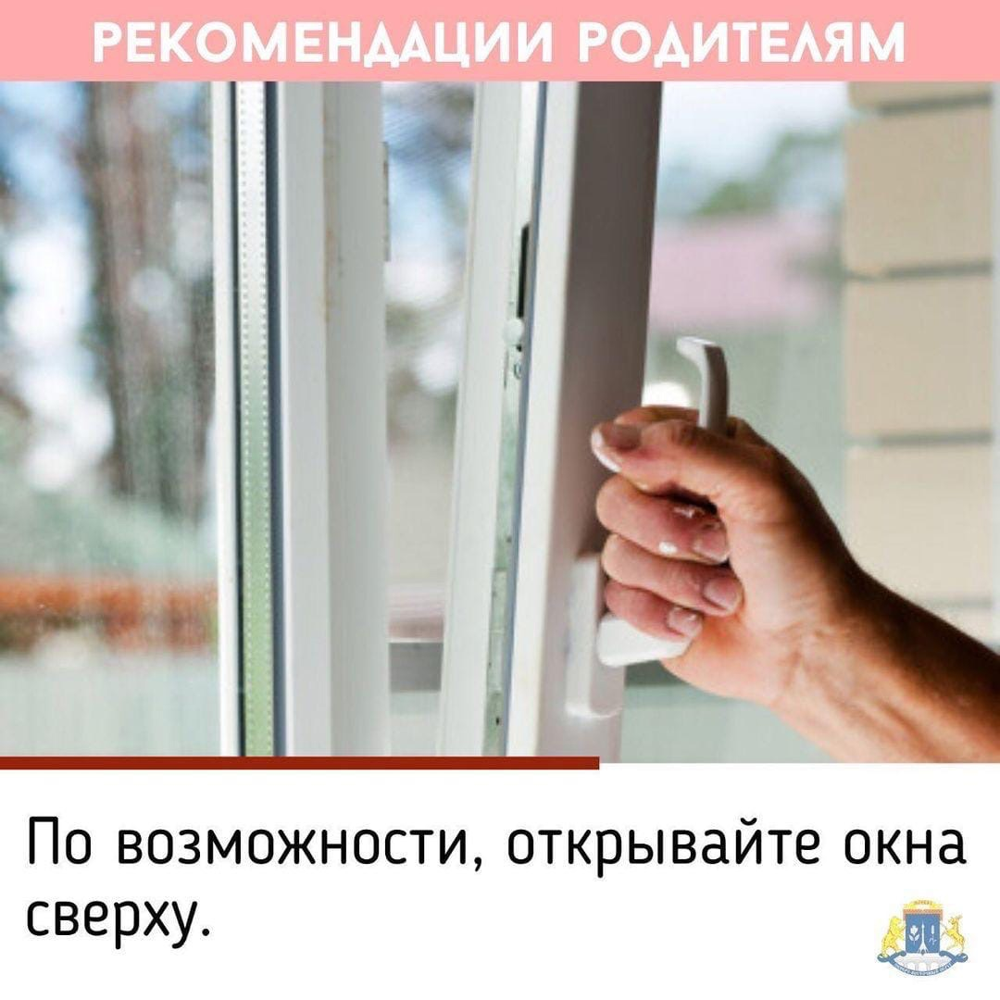 РЕКОМЕНДАЦИИ РОДИТЕЛЯМ
По возможности, открывайте окна
сверху.